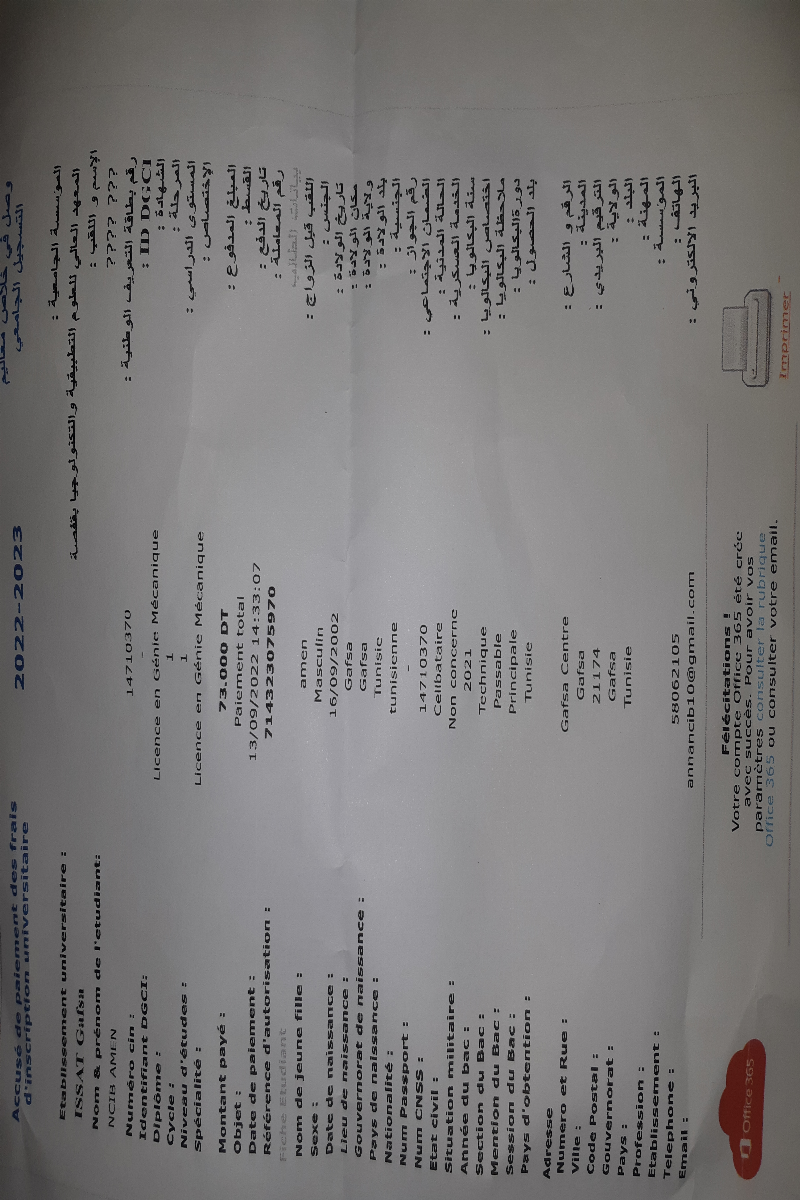 Accusé de paiement des frais d'inscription universitaire 2022-2023 وصل في خلاص معاليم التسجيل الجامعي
Etablissement universitaire : المؤسسة الجامعية :
ISSAT Gafsa المعهد العالي للعلوم التطبيقية والتكنولوجيا بقفصة
Nom & prénom de l'etudiant: الإسم و اللقب :
NCIB AMEN ???? ???
Numéro cin : 14710370 رقم بطاقة التعريف الوطنية :
Identifiant DGCI: - ID DGCI :
Diplôme : Licence en Génie Mécanique الشهادة :
Cycle : 1 المرحلة :
Niveau d'études : 1 المستوى الدراسي :
Spécialité : Licence en Génie Mécanique الإختصاص :
Montant payé : 73.000 DT المبلغ المدفوع :
Objet : Paiement total القسط :
Date de paiement : 13/09/2022 14:33:07 تاريخ الدفع :
Référence d'autorisation : 714323075970 رقم المعاملة :
Fiche Etudiant بيانات الطالب
Nom de jeune fille : amen اللقب قبل الزواج :
Sexe : Masculin الجنس :
Date de naissance : 16/09/2002 تاريخ الولادة :
Lieu de naissance : Gafsa مكان الولادة :
Gouvernorat de naissance : Gafsa ولاية الولادة :
Pays de naissance : Tunisie بلد الولادة :
Nationalité : tunisienne الجنسية :
Num Passport : - رقم الجواز :
Num CNSS : 14710370 الضمان الاجتماعي :
Etat civil : Celibataire الحالة المدنية :
Situation militaire : Non concerne الخدمة العسكرية :
Année du bac : 2021 سنة البكالوريا :
Section du Bac : Technique اختصاص البكالوريا :
Mention du Bac : Passable ملاحظة البكالوريا :
Session du Bac : Principale دورة البكالوريا :
Pays d'obtention : Tunisie بلد الحصول :
Adresse
Numero et Rue : Gafsa Centre الرقم و الشارع :
Ville : Gafsa المدينة :
Code Postal : 21174 الترقيم البريدي :
Gouvernorat : Gafsa الولاية :
Pays : Tunisie البلد :
Profession : المهنة :
Etablissement : المؤسسة :
Telephone : 58062105 الهاتف :
Email : annancib10@gmail.com البريد الالكتروني :
Office 365
Félécitations !
Votre compte Office 365 été crée
avec succès. Pour avoir vos
paramètres consulter la rubrique
Office 365 ou consulter votre email.
Imprimer